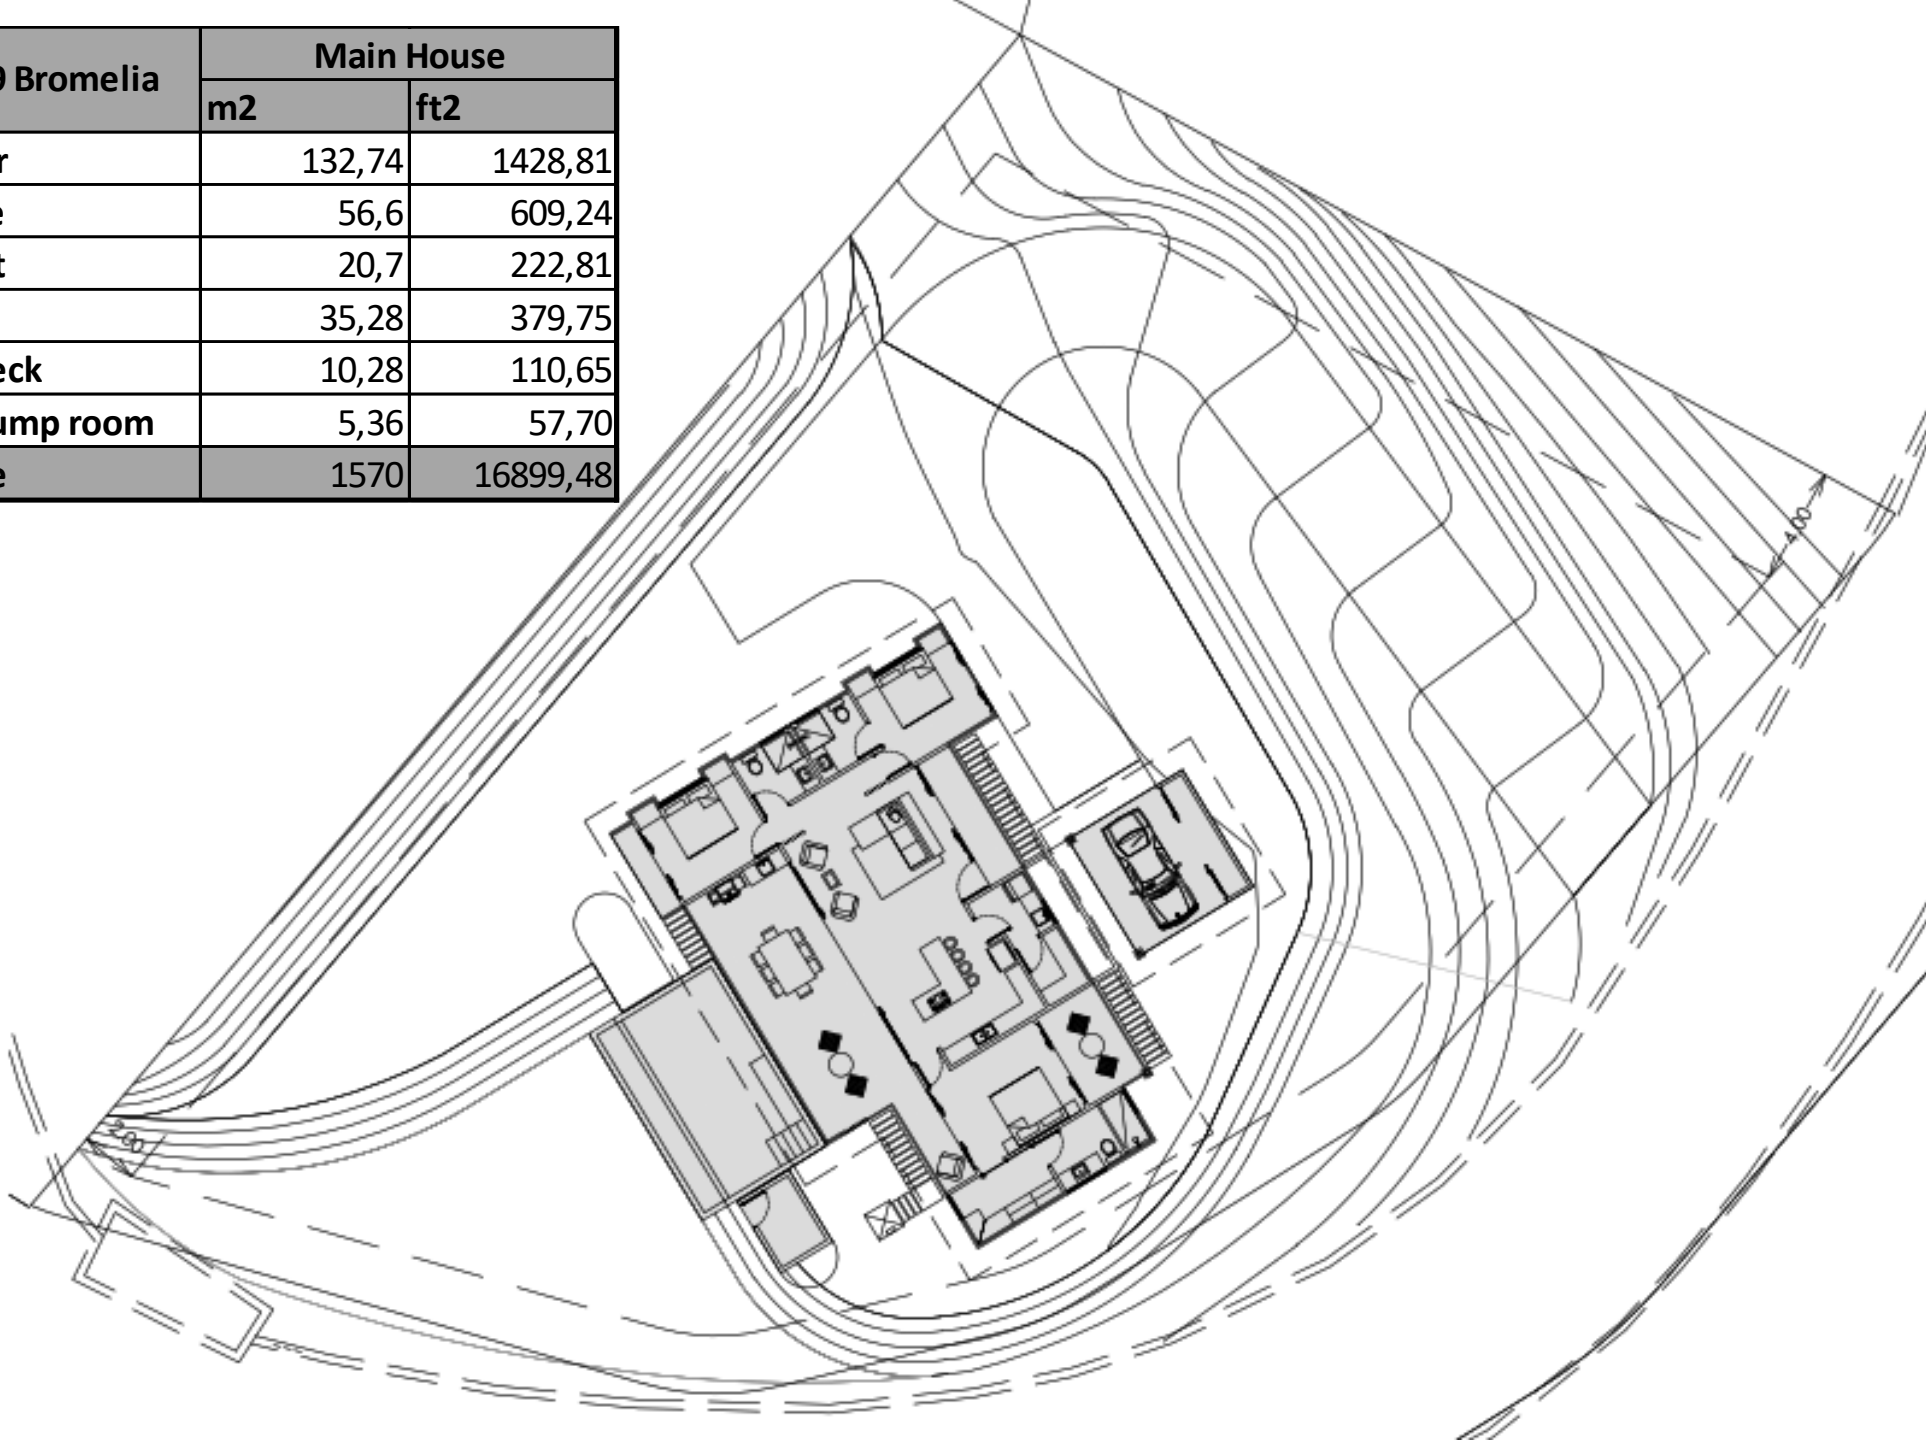 9 Bromelia Main House
m2 ft2
r 132,74 1428,81
e 56,6 609,24
t 20,7 222,81
35,28 379,75
eck 10,28 110,65
ump room 5,36 57,70
e 1570 16899,48
4,00
2,00